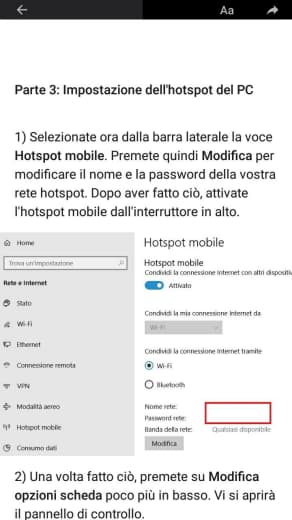 Aa
Parte 3: Impostazione dell'hotspot del PC
1) Selezionate ora dalla barra laterale la voce
Hotspot mobile. Premete quindi Modifica per
modificare il nome e la password della vostra
rete hotspot. Dopo aver fatto ciò, attivate
l'hotspot mobile dall'interruttore in alto.
Home
Trova un'impostazione
Rete e Internet
Stato
Wi-Fi
Ethernet
Connessione remota
VPN
Modalità aereo
Hotspot mobile
Consumo dati
Hotspot mobile
Hotspot mobile
Condividi la connessione Internet con altri dispositiv
Attivato
Condividi la mia connessione Internet da
Wi-Fi
Condividi la connessione Internet tramite
Wi-Fi
Bluetooth
Nome rete:
Password rete:
Banda della rete: Qualsiasi disponibile
Modifica
2) Una volta fatto ciò, premete su Modifica
opzioni scheda poco più in basso. Vi si aprirà
il pannello di controllo.